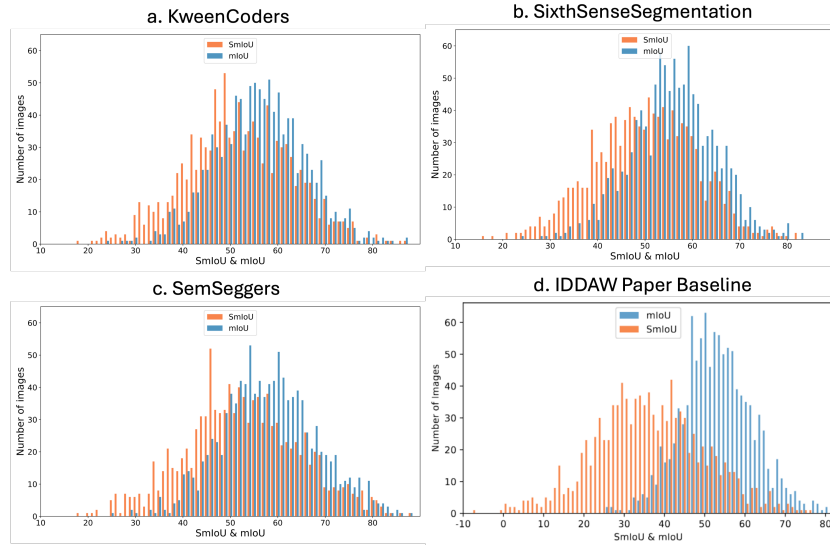 a. KweenCoders
60
50
40
30
20
10
0
Number of images
SmIoU
mIoU
10 20 30 40 50 60 70 80
SmIoU & mIoU
b. SixthSenseSegmentation
60
50
40
30
20
10
0
Number of images
SmIoU
mIoU
10 20 30 40 50 60 70 80
SmIoU & mIoU
c. SemSeggers
60
50
40
30
20
10
0
Number of images
SmIoU
mIoU
10 20 30 40 50 60 70 80
SmIoU & mIoU
d. IDDAW Paper Baseline
60
50
40
30
20
10
0
Number of images
mIoU
SmIoU
-10 0 10 20 30 40 50 60 70 80
SmIoU & mIoU